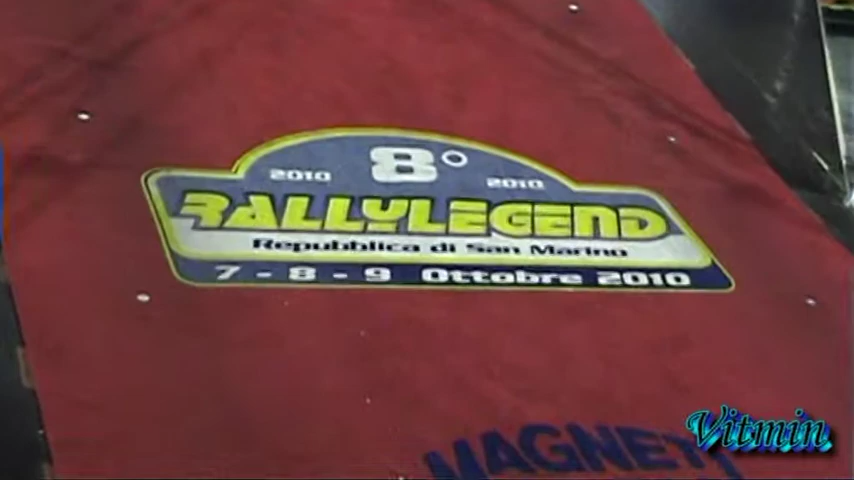 8°
2010 2010
RALLYLEGEND
Repubblica di San Marino
7 - 8 - 9 Ottobre 2010
Vitmin